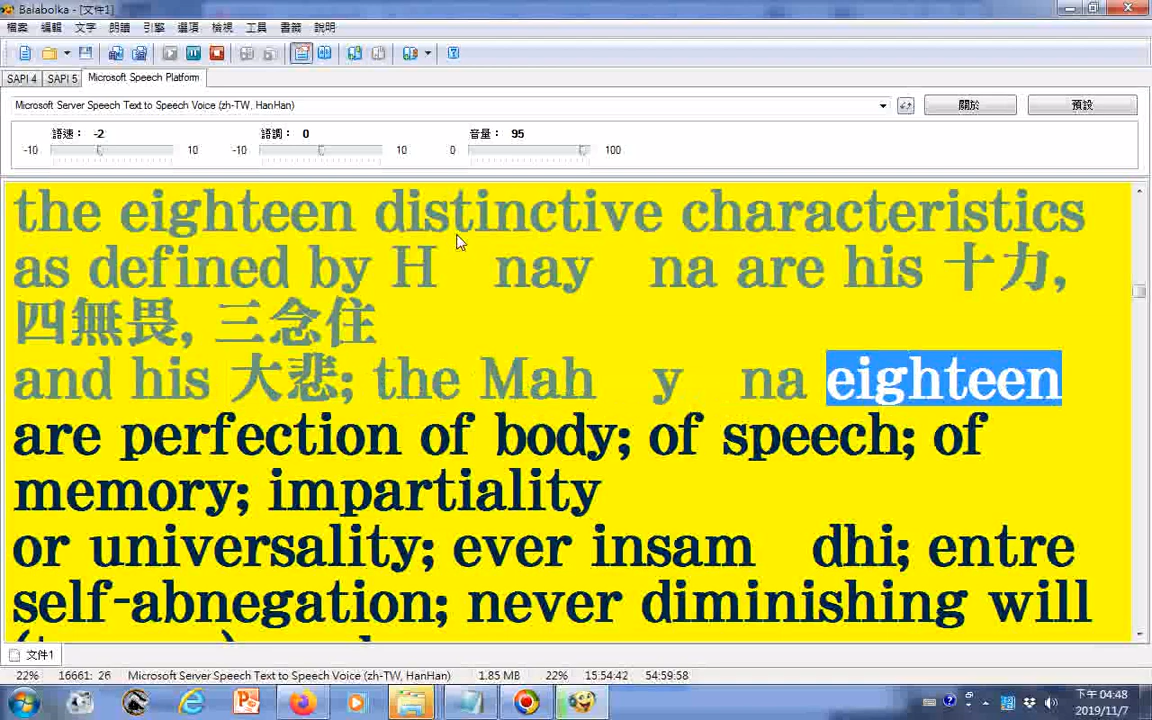 Balabolka - [文件1]
檔案 編輯 文字 朗讀 引擎 選項 檢視 工具 書籤 說明
SAPI 4 SAPI 5 Microsoft Speech Platform
Microsoft Server Speech Text to Speech Voice (zh-TW, HanHan) 關於 預設
語速： -2 語調： 0 音量： 95
-10 10 -10 10 0 100
the eighteen distinctive characteristics
as defined by H nay na are his 十力,
四無畏, 三念住
and his 大悲; the Mah y na eighteen
are perfection of body; of speech; of
memory; impartiality
or universality; ever insam dhi; entre
self-abnegation; never diminishing will
文件1
22% 16661: 26 Microsoft Server Speech Text to Speech Voice (zh-TW, HanHan) 1.85 MB 22% 15:54:42 54:59:58
下午 04:48
2019/11/7